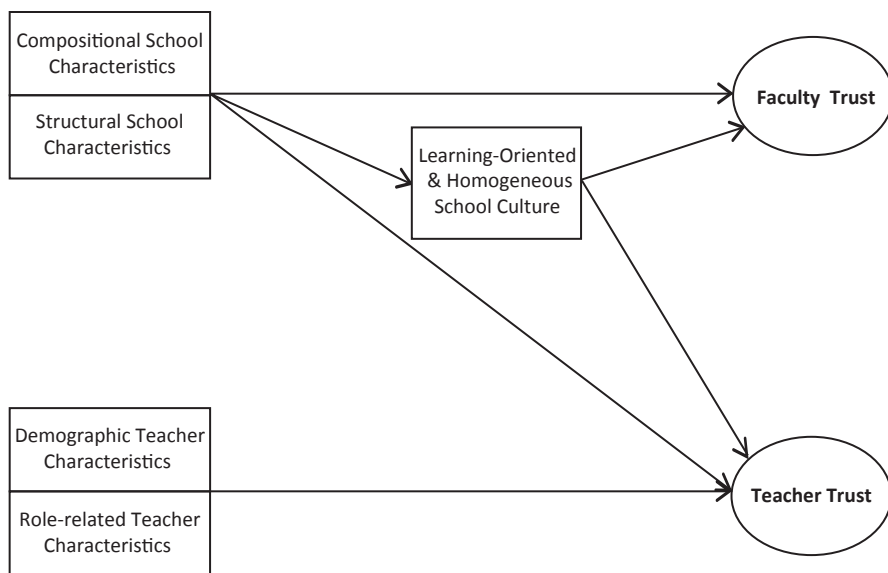 Compositional School
Characteristics
Structural School
Characteristics
Faculty Trust
Learning-Oriented
& Homogeneous
School Culture
Demographic Teacher
Characteristics
Role-related Teacher
Characteristics
Teacher Trust